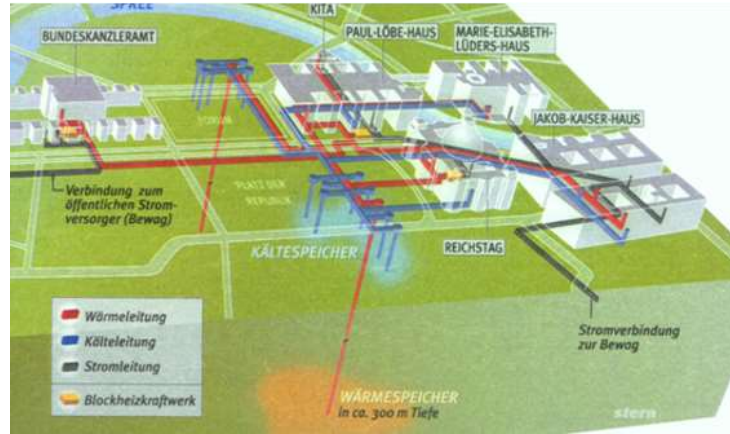 SPREE
KITA
BUNDESKANZLERAMT
PAUL-LÖBE-HAUS
MARIE-ELISABETH-
LÜDERS-HAUS
JAKOB-KAISER-HAUS
FORUM
Verbindung zum
öffentlichen Strom-
versorger (Bewag)
PLATZ DER
REPUBLIK
KÄLTESPEICHER
REICHSTAG
Wärmeleitung
Kälteleitung
Stromleitung
Blockheizkraftwerk
Stromverbindung
zur Bewag
WÄRMESPEICHER
in ca. 300 m Tiefe
stern